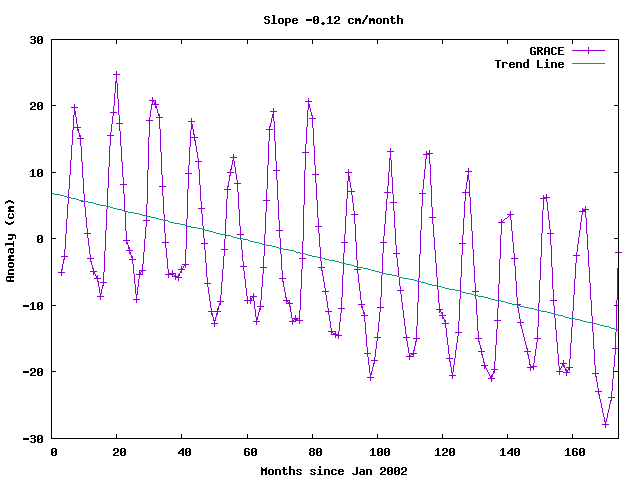 Slope -0.12 cm/month
GRACE
Trend Line
30
20
10
0
-10
-20
-30
Anomaly (cm)
0 20 40 60 80 100 120 140 160
Months since Jan 2002